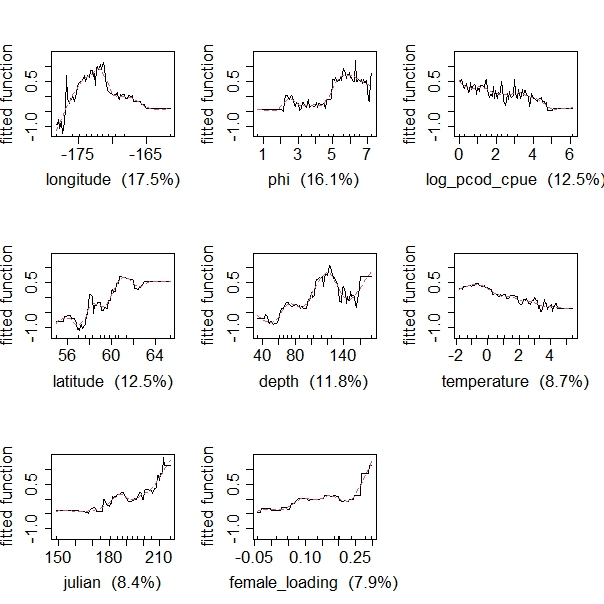 fitted function
0.5
-1.0
-175 -165
longitude (17.5%)
fitted function
0.5
-1.0
1 3 5 7
phi (16.1%)
fitted function
0.5
-1.0
0 2 4 6
log_pcod_cpue (12.5%)
fitted function
0.5
-1.0
56 60 64
latitude (12.5%)
fitted function
0.5
-1.0
40 80 140
depth (11.8%)
fitted function
0.5
-1.0
-2 0 2 4
temperature (8.7%)
fitted function
0.5
-1.0
150 180 210
julian (8.4%)
fitted function
0.5
-1.0
-0.05 0.10 0.25
female_loading (7.9%)